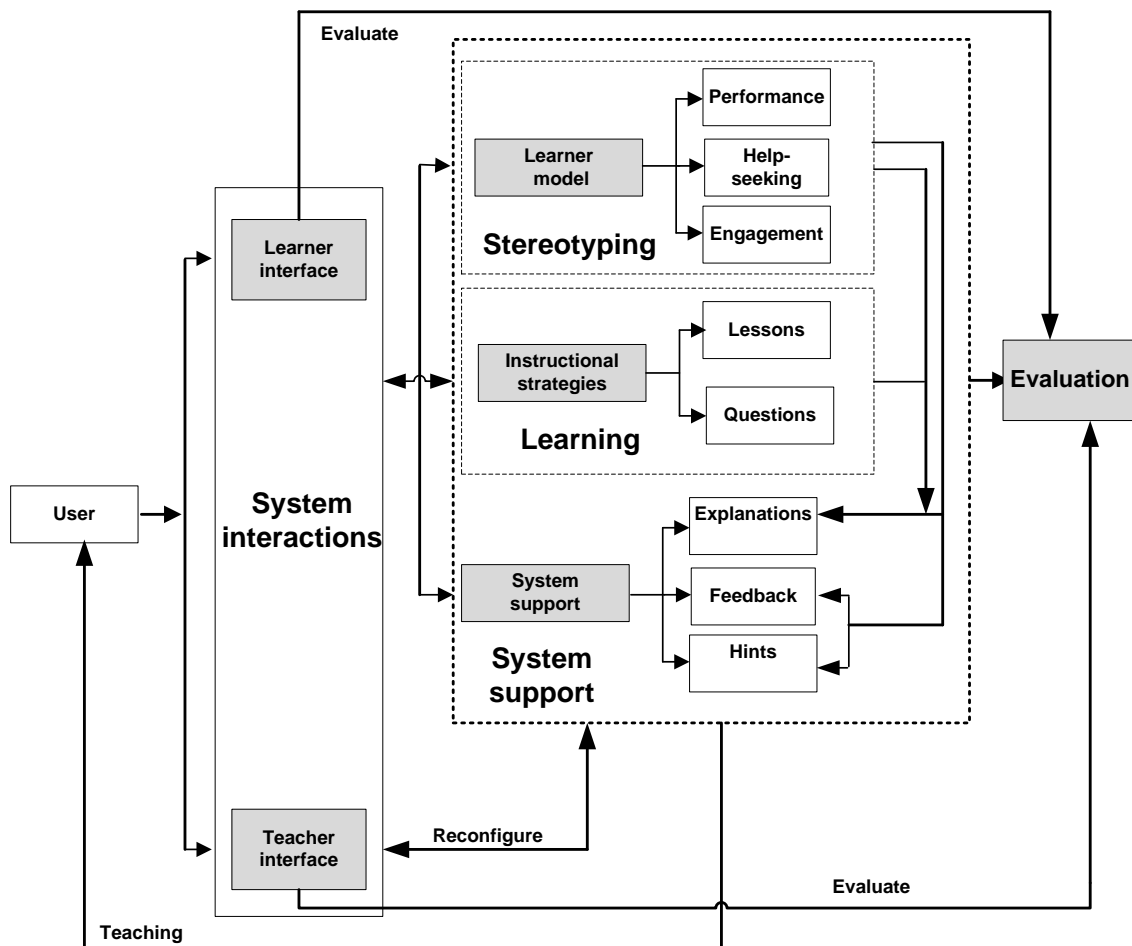 Evaluate
Performance
Learner
model
Help-
seeking
Engagement
Stereotyping
Learner
interface
Lessons
Instructional
strategies
Questions
Learning
Evaluation
User
System
interactions
Explanations
System
support
Feedback
Hints
System
support
Teacher
interface
Reconfigure
Evaluate
Teaching